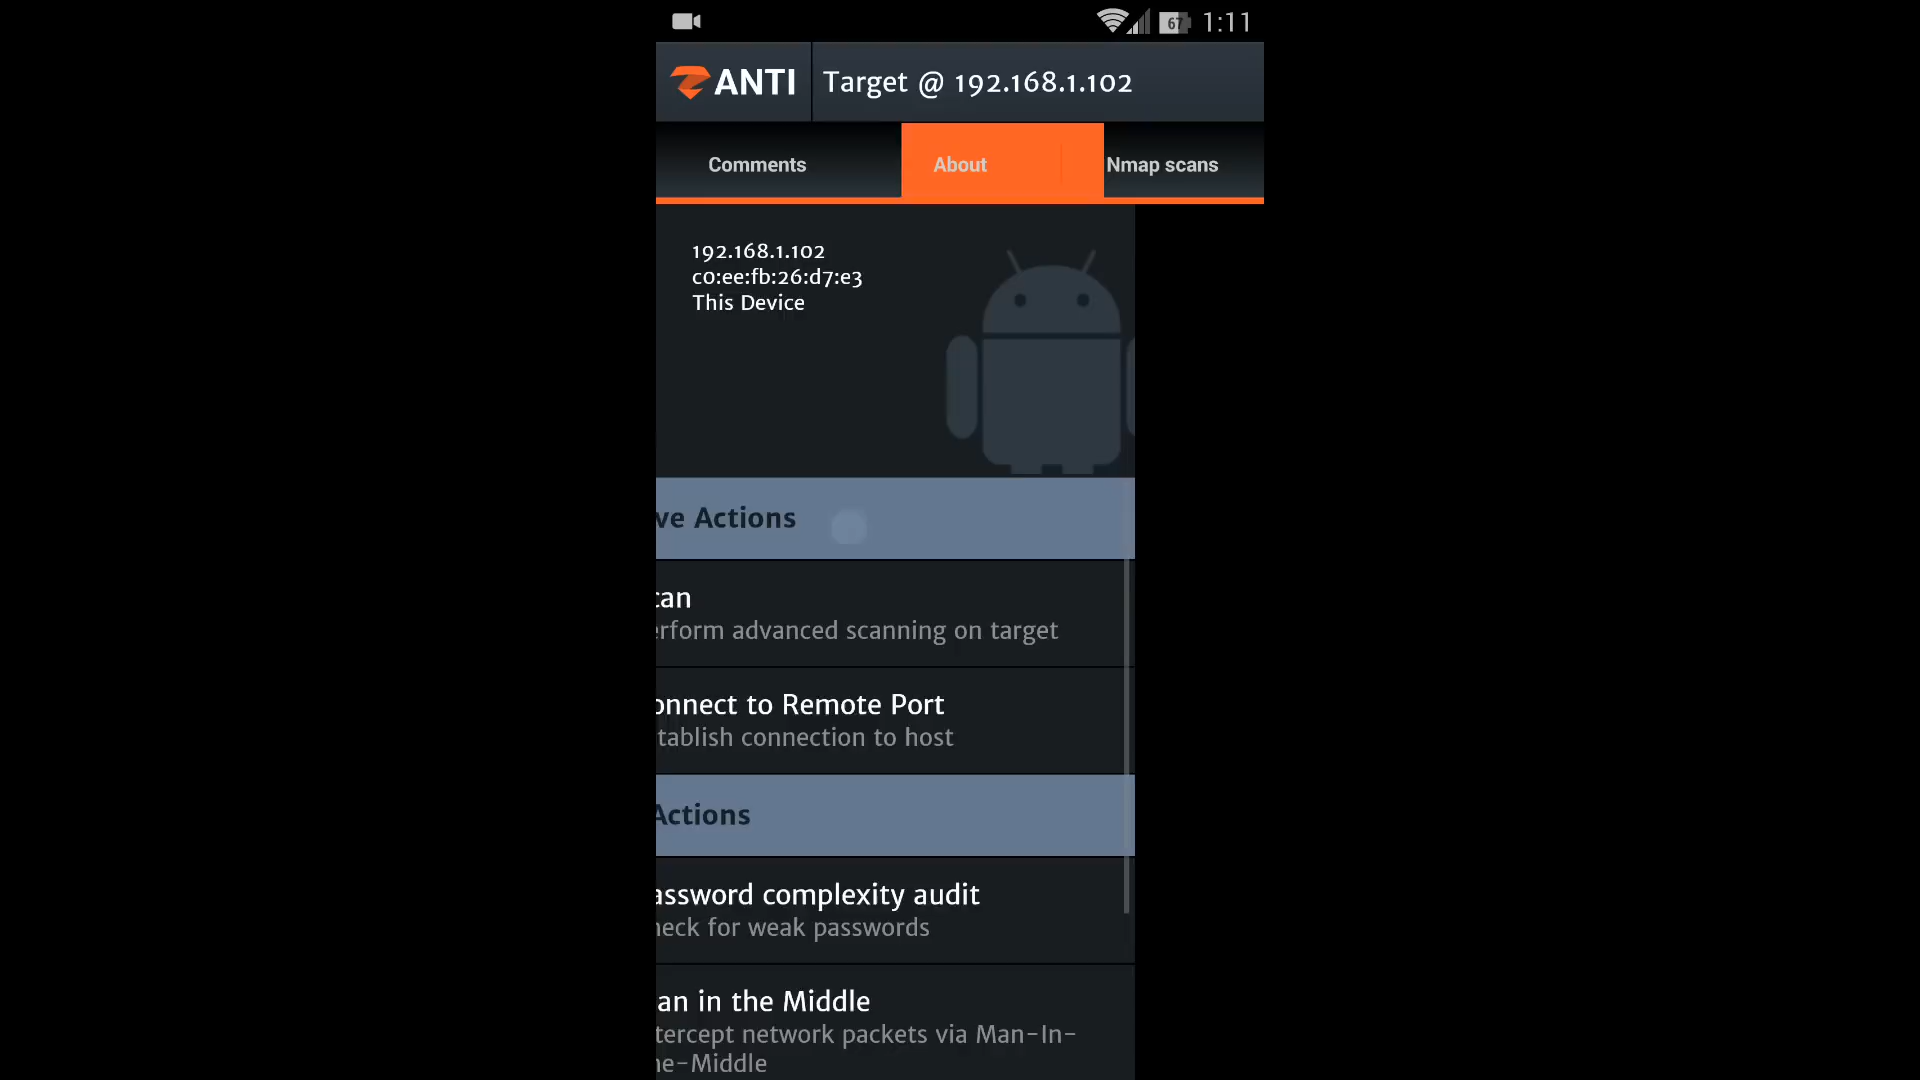 67 1:11
ANTI Target @ 192.168.1.102
Comments About Nmap scans
192.168.1.102
c0:ee:fb:26:d7:e3
This Device
ve Actions
can
erform advanced scanning on target
onnect to Remote Port
tablish connection to host
Actions
assword complexity audit
heck for weak passwords
an in the Middle
tercept network packets via Man-In-
he-Middle